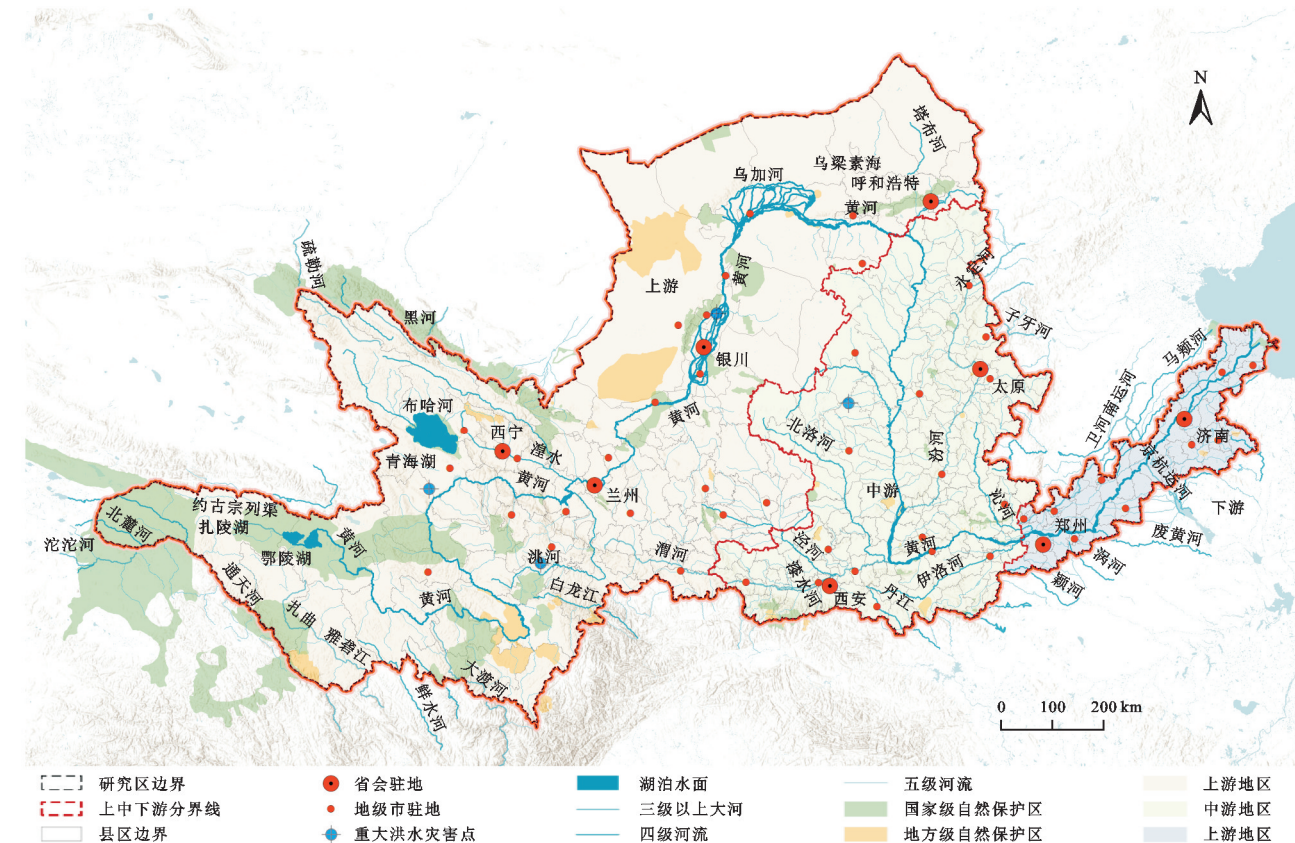 N
塔布河
乌梁素海
乌加河
呼和浩特
黄河
疏勒河
黄河
上游
永定河
黑河
子牙河
银川
马颊河
太原
卫河南运河
布哈河
黄河
西宁
湟水
北洛河
汾河
济南
青海湖
黄河
京杭运河
兰州
中游
沁河
下游
约古宗列渠
扎陵湖
北麓河
黄河
郑州
沱沱河
鄂陵湖
洮河
渭河
泾河
黄河
废黄河
涡河
通天河
漆水河
伊洛河
颍河
白龙江
黄河
西安
丹江
扎曲
雅砻江
大渡河
鲜水河
0 100 200 km
研究区边界
省会驻地
湖泊水面
五级河流
上游地区
上中下游分界线
地级市驻地
三级以上大河
国家级自然保护区
中游地区
县区边界
重大洪水灾害点
四级河流
地方级自然保护区
上游地区